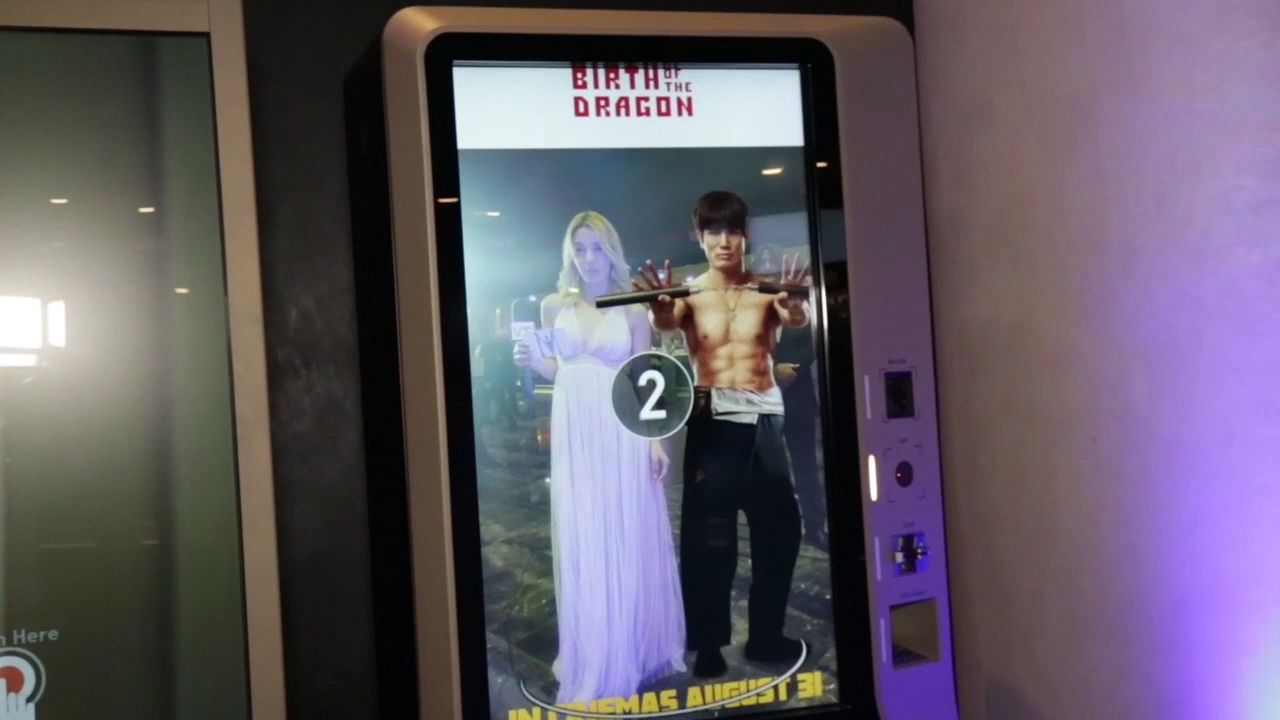 BIRTH OF THE
DRAGON
2
IN CINEMAS AUGUST 31
n Here